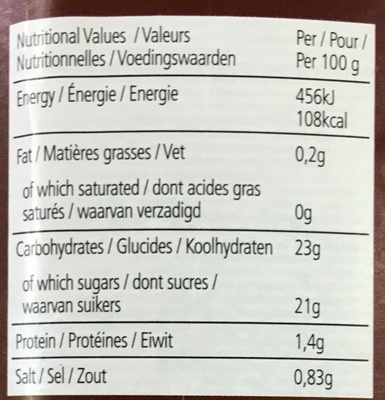 Nutritional Values / Valeurs Per / Pour /
Nutritionnelles / Voedingswaarden Per 100 g
Energy / Énergie / Energie 456kJ
108kcal
Fat / Matières grasses / Vet 0,2g
of which saturated / dont acides gras
saturés / waarvan verzadigd 0g
Carbohydrates / Glucides / Koolhydraten 23g
of which sugars / dont sucres /
waarvan suikers 21g
Protein / Protéines / Eiwit 1,4g
Salt / Sel / Zout 0,83g